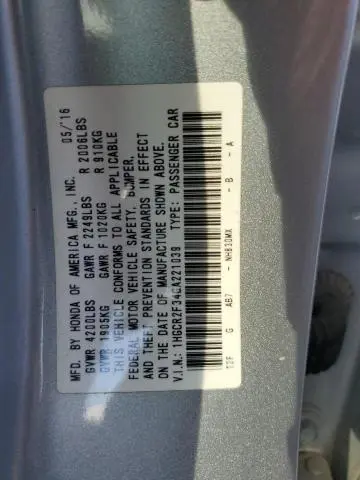 MFD. BY HONDA OF AMERICA MFG., INC. 05/'16
GVWR 4200LBS GAWR F 2249LBS R 2006LBS
GVWR 1905KG GAWR F 1020KG R 910KG
THIS VEHICLE CONFORMS TO ALL APPLICABLE
FEDERAL MOTOR VEHICLE SAFETY, BUMPER,
AND THEFT PREVENTION STANDARDS IN EFFECT
ON THE DATE OF MANUFACTURE SHOWN ABOVE.
V.I.N.: 1HGCR2F34GA221039 TYPE: PASSENGER CAR
T2F G AB7 - NH830MX - B - A